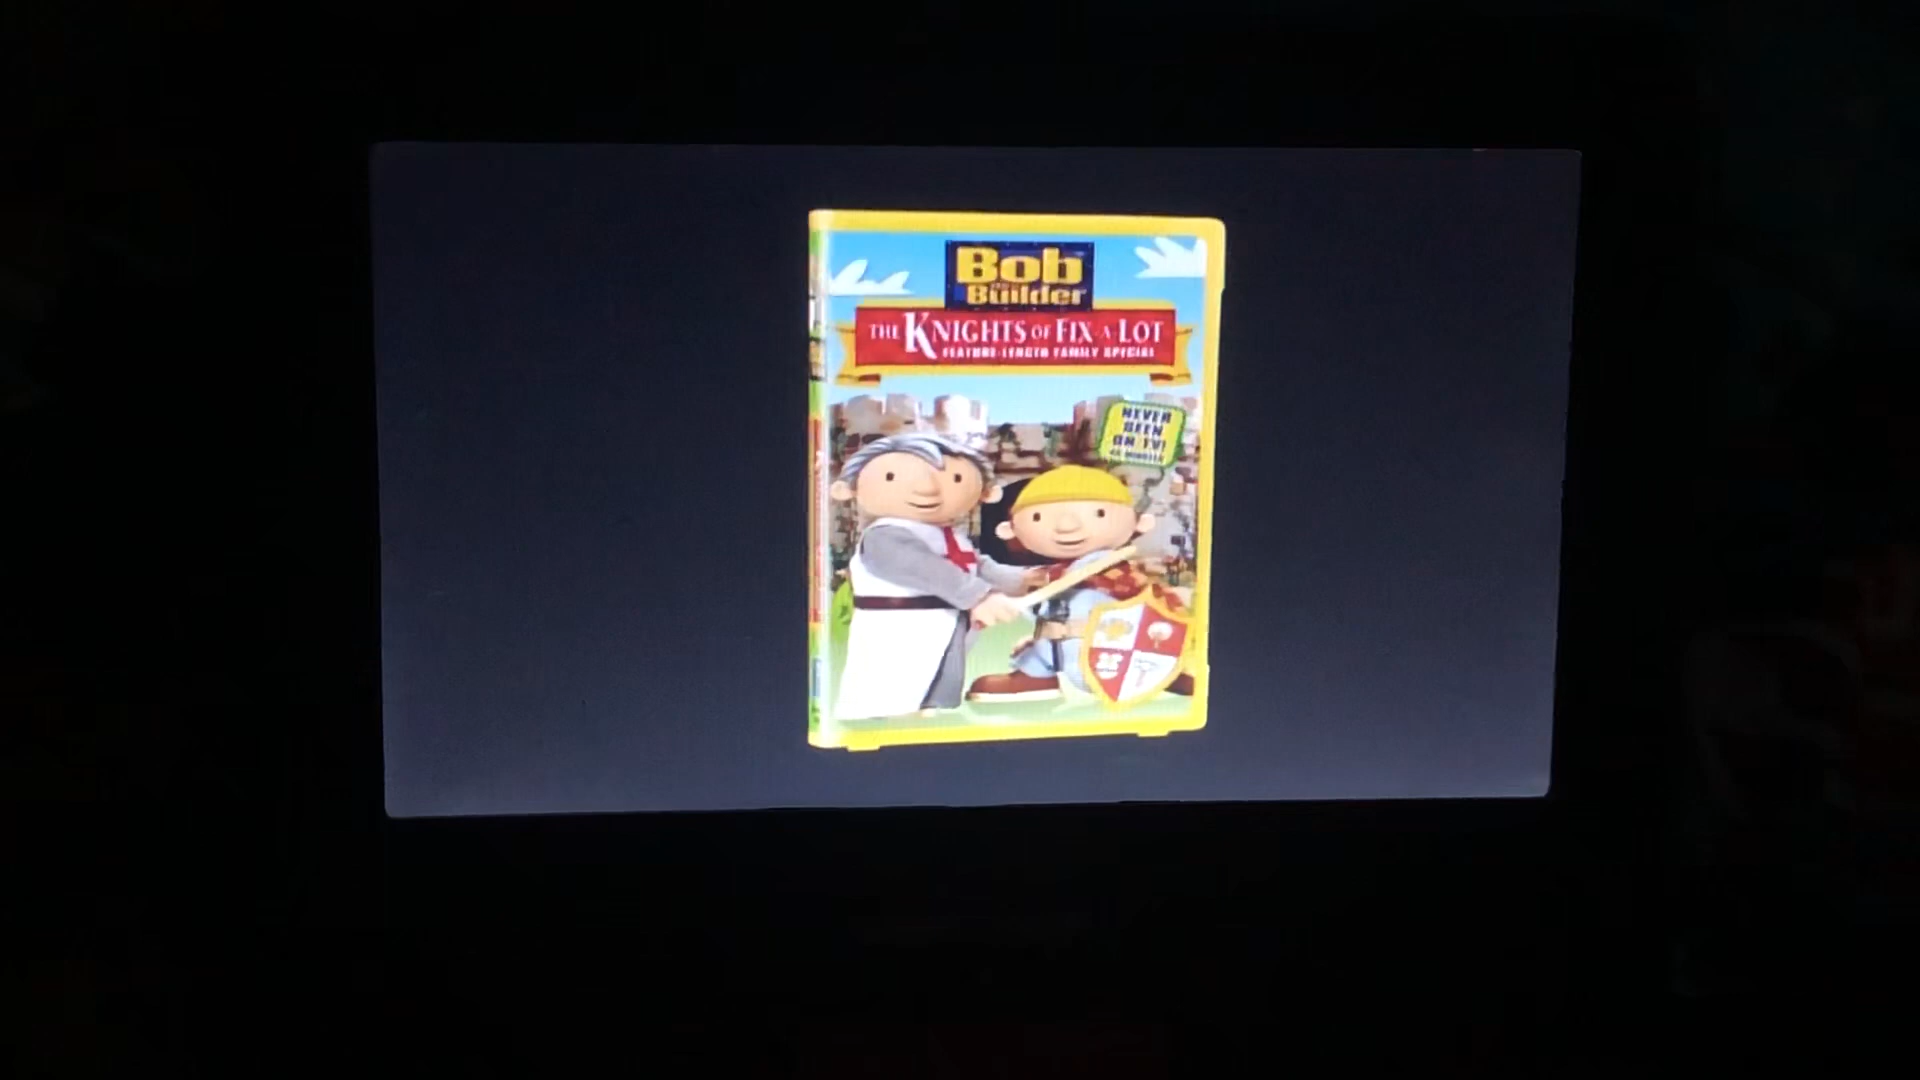 Bob
the
Builder
THE KNIGHTS OF FIX-A-LOT
FEATURE-LENGTH FAMILY SPECIAL
NEVER
BEEN
ON TV!